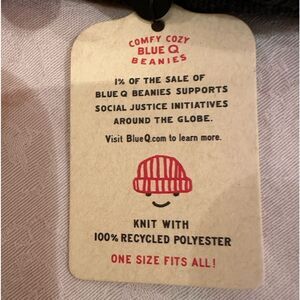 COMFY COZY
BLUE Q
BEANIES
1% OF THE SALE OF
BLUE Q BEANIES SUPPORTS
SOCIAL JUSTICE INITIATIVES
AROUND THE GLOBE.
Visit BlueQ.com to learn more.
KNIT WITH
100% RECYCLED POLYESTER
ONE SIZE FITS ALL!